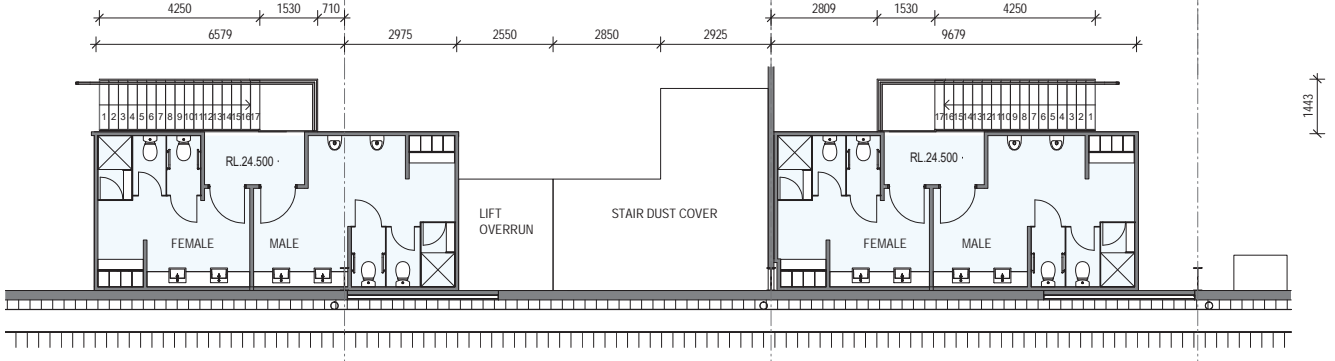 4250 1530 710 2809 1530 4250
6579 2975 2550 2850 2925 9679
1443
1 2 3 4 5 6 7 8 9 10 11 12 13 14 15 16 17
17 16 15 14 13 12 11 10 9 8 7 6 5 4 3 2 1
RL.24.500
RL.24.500
LIFT
OVERRUN
STAIR DUST COVER
FEMALE MALE
FEMALE MALE